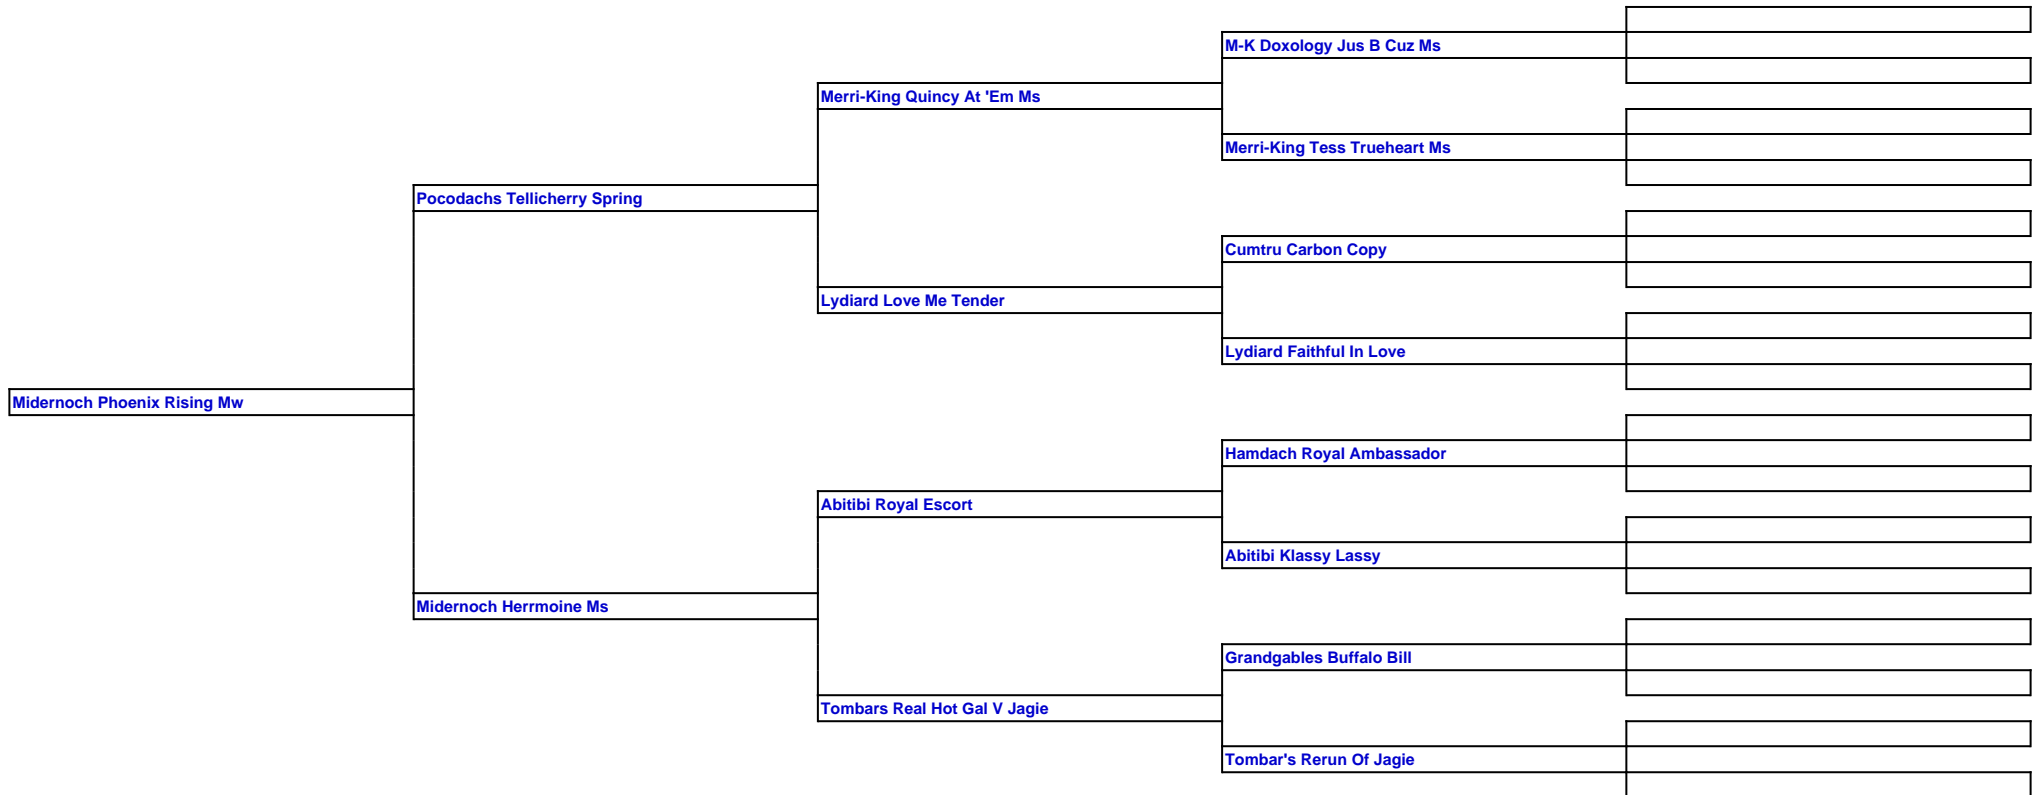 M-K Doxology Jus B Cuz Ms
Merri-King Quincy At 'Em Ms
Merri-King Tess Trueheart Ms
Pocodachs Tellicherry Spring
Cumtru Carbon Copy
Lydiard Love Me Tender
Lydiard Faithful In Love
Midernoch Phoenix Rising Mw
Hamdach Royal Ambassador
Abitibi Royal Escort
Abitibi Klassy Lassy
Midernoch Herrmoine Ms
Grandgables Buffalo Bill
Tombars Real Hot Gal V Jagie
Tombar's Rerun Of Jagie